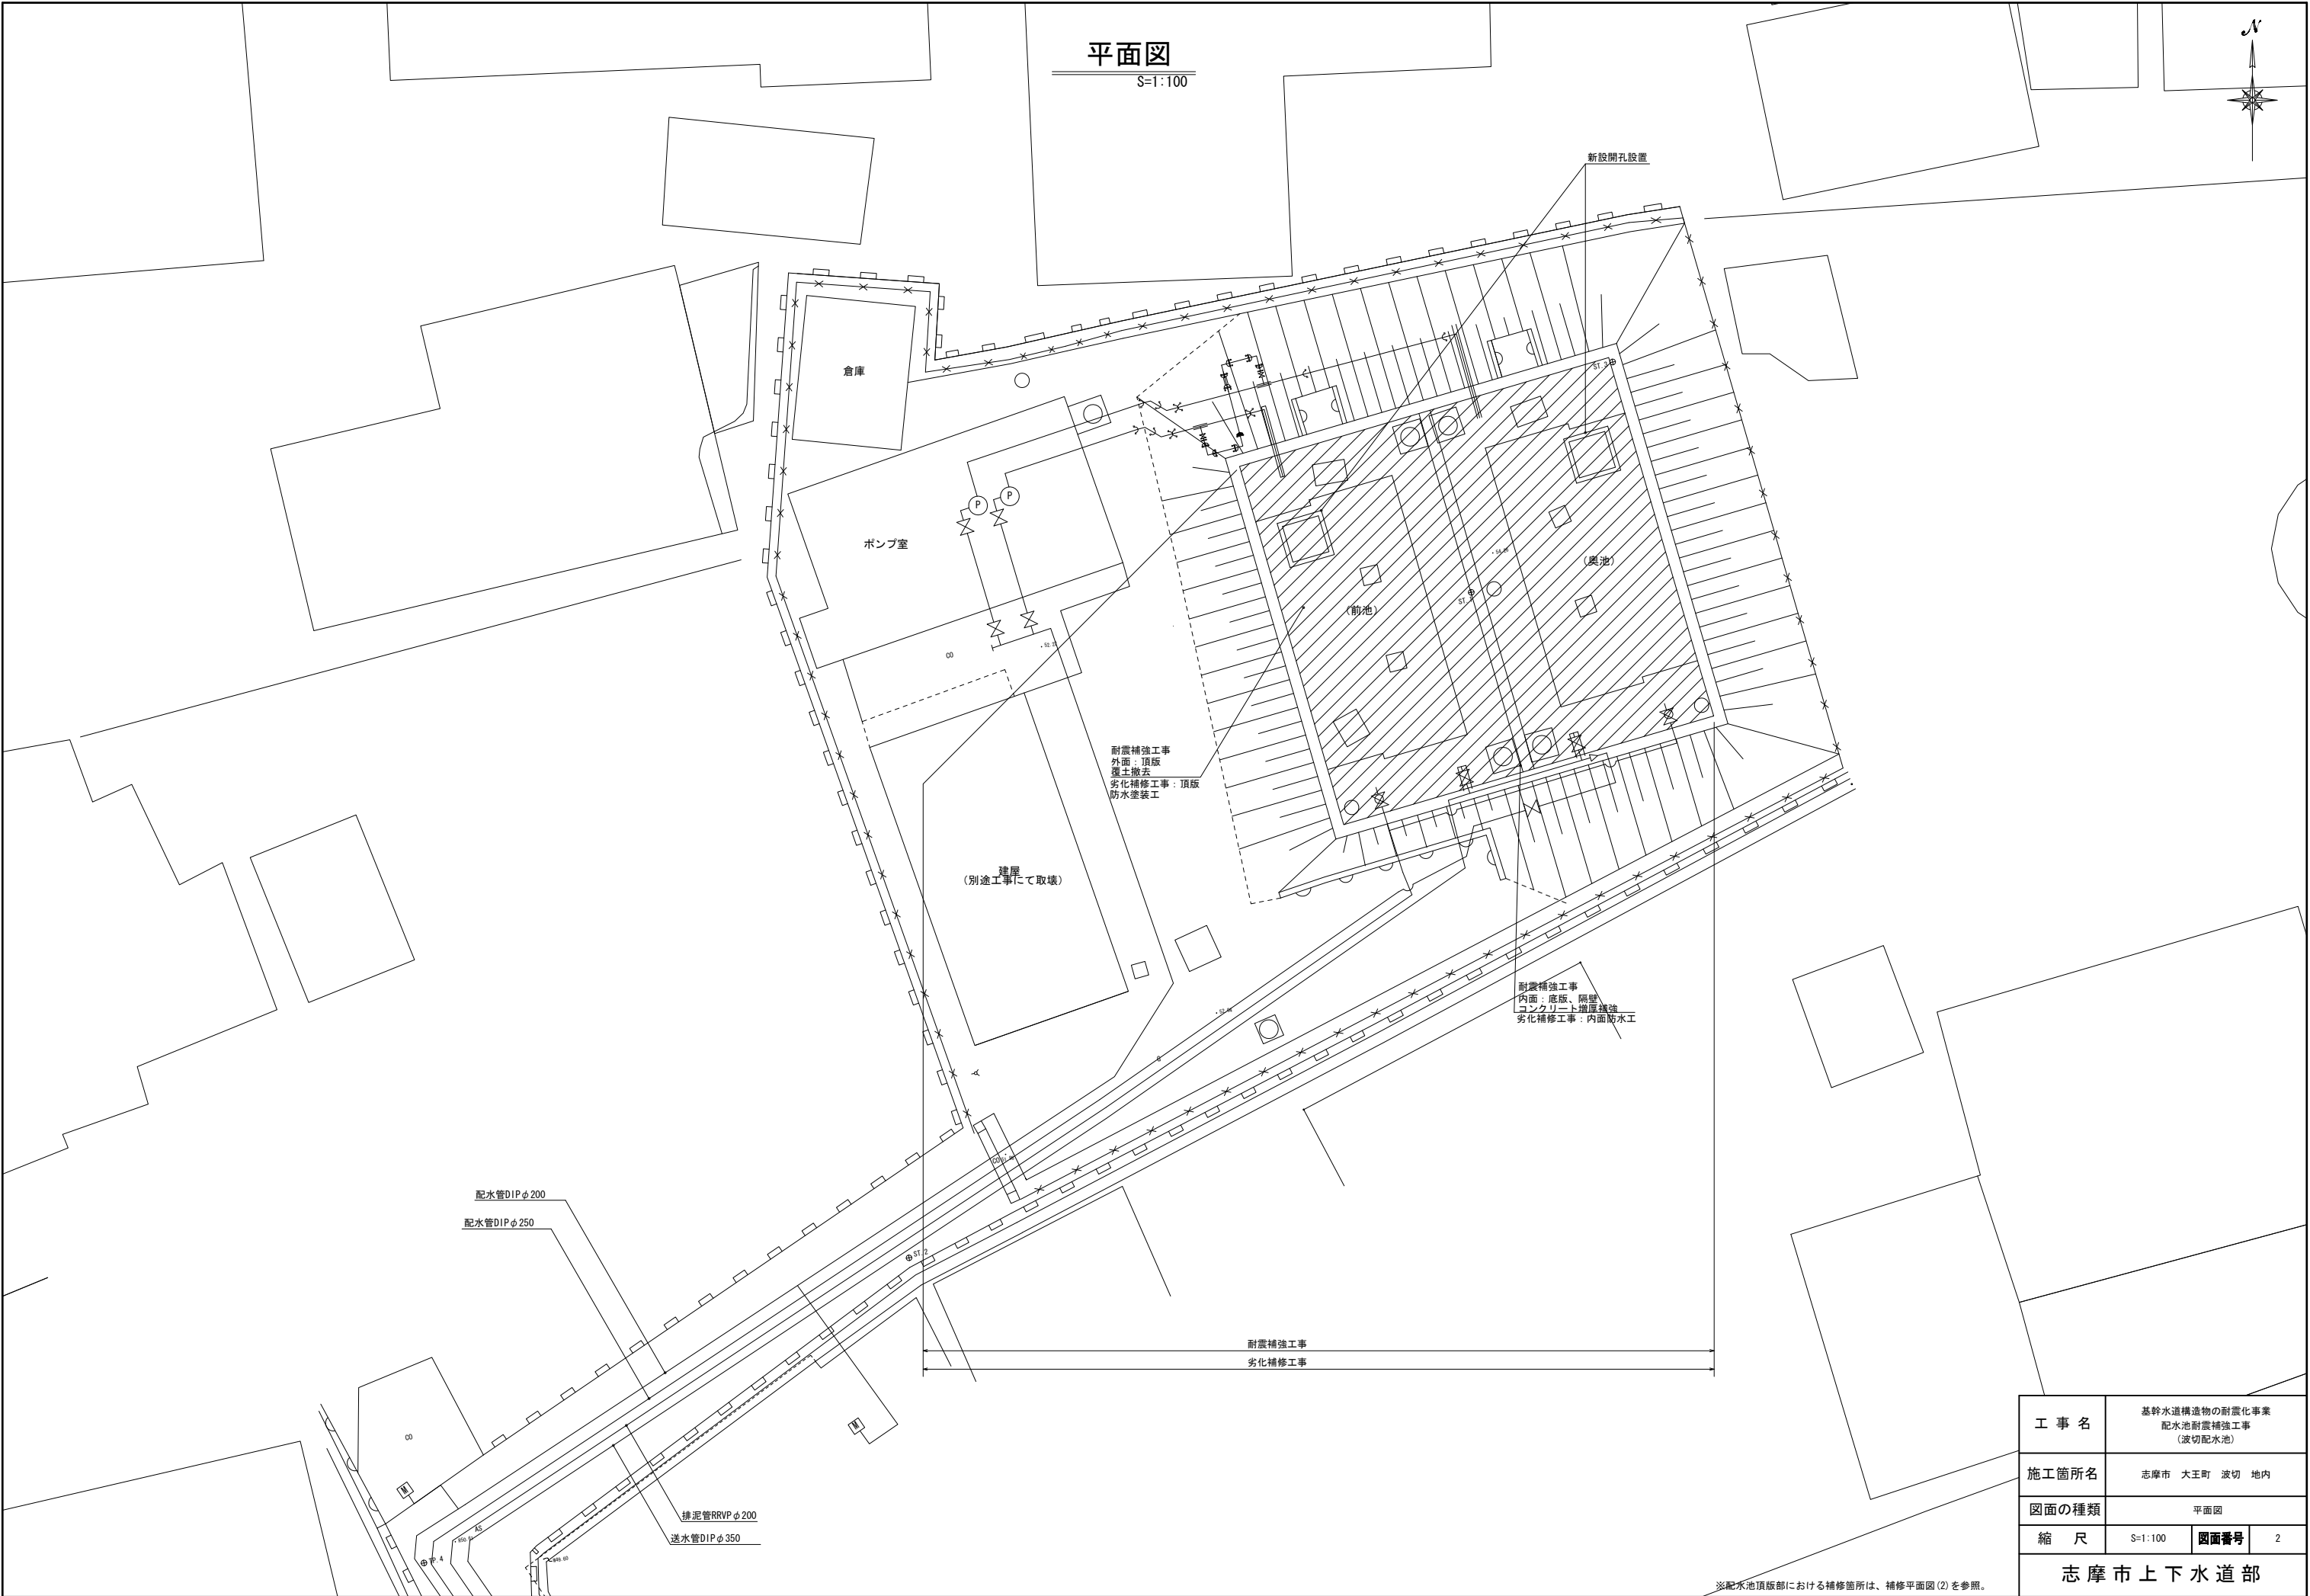 平面図
S=1:100
N
新設開孔設置
倉庫
ポンプ室
P
P
ST.3
(奥池)
(前池)
CO
耐震補強工事
外面：頂版
覆土撤去
劣化補修工事：頂版
防水塗装工
建屋
(別途工事にて取壊)
耐震補強工事
内面：底版、隔壁
コンクリート増厚補強
劣化補修工事：内面防水工
配水管DIPφ200
配水管DIPφ250
ST.2
耐震補強工事
劣化補修工事
CO
M
M
AS
排泥管RRVPφ200
送水管DIPφ350
工事名
基幹水道構造物の耐震化事業
配水池耐震補強工事
(波切配水池)
施工箇所名
志摩市 大王町 波切 地内
図面の種類
平面図
縮 尺
S=1:100
図面番号
2
志摩市上下水道部
※配水池頂版部における補修箇所は、補修平面図(2)を参照。